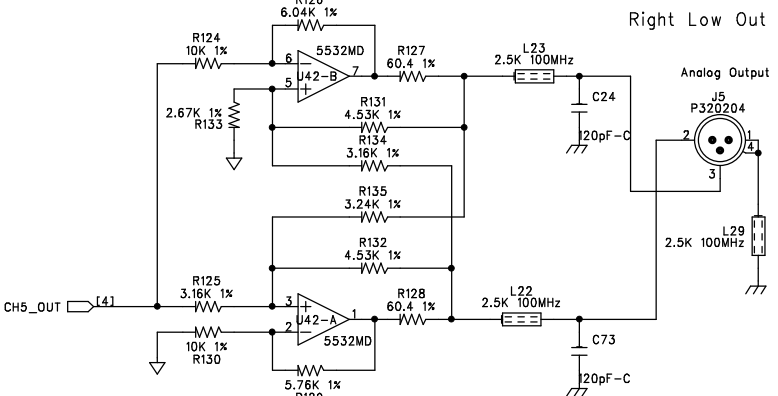 6.04K 1%
Right Low Out
R124
10K 1%
6
5532MD
7
U42-B
5
R127
60.4 1%
L23
2.5K 100MHz
Analog Output
J5
P320204
C24
120pF-C
2.67K 1%
R133
R131
4.53K 1%
R134
3.16K 1%
2
1
4
3
R135
3.24K 1%
R132
4.53K 1%
L29
2.5K 100MHz
CH5_OUT
[4]
R125
3.16K 1%
3
1
U42-A
2
5532MD
R128
60.4 1%
L22
2.5K 100MHz
10K 1%
R130
C73
120pF-C
5.76K 1%